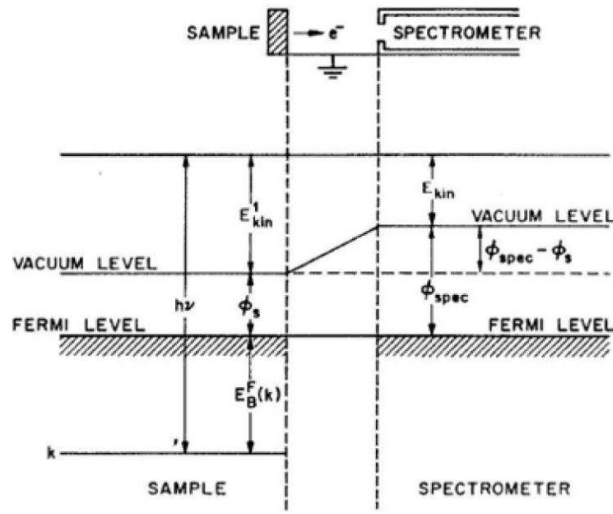 SAMPLE
e⁻
SPECTROMETER
E¹kin
Ekin
VACUUM LEVEL
VACUUM LEVEL
ϕspec – ϕs
hν
ϕs
ϕspec
FERMI LEVEL
FERMI LEVEL
E_B^F(k)
k
SAMPLE
SPECTROMETER